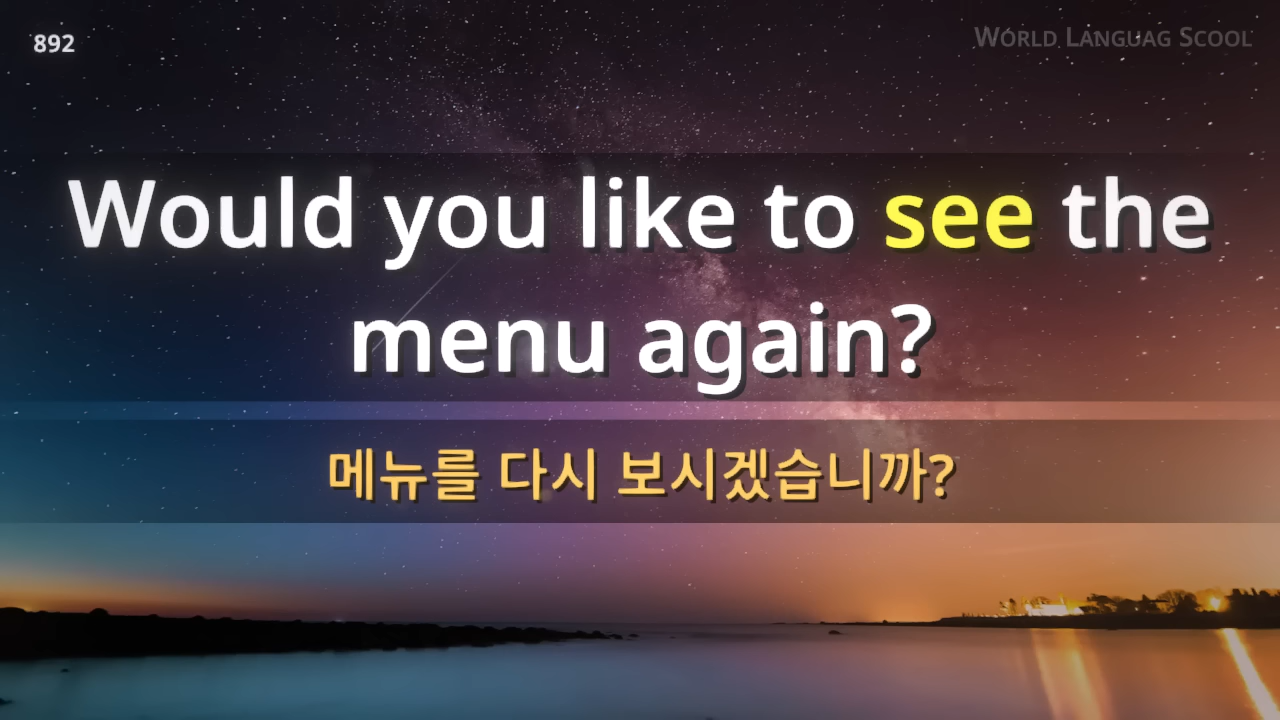 892
World Languag Scool
Would you like to see the
menu again?
메뉴를 다시 보시겠습니까?